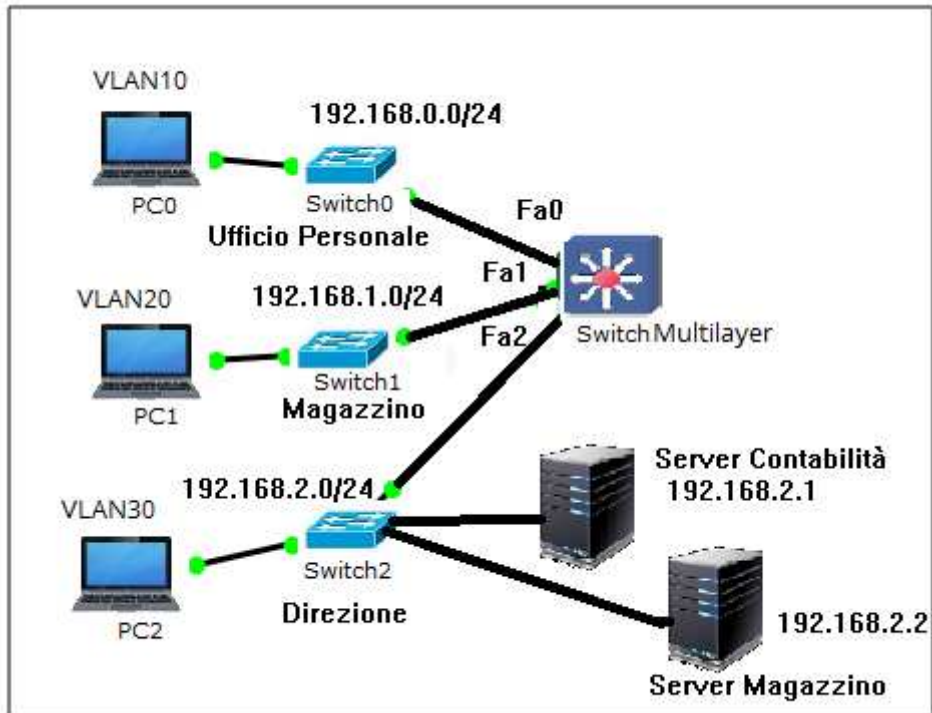 VLAN10
192.168.0.0/24
PC0
Switch0
Ufficio Personale
Fa0
VLAN20
192.168.1.0/24
Fa1
Fa2
Switch Multilayer
PC1
Switch1
Magazzino
VLAN30
192.168.2.0/24
Server Contabilità
192.168.2.1
PC2
Switch2
Direzione
192.168.2.2
Server Magazzino